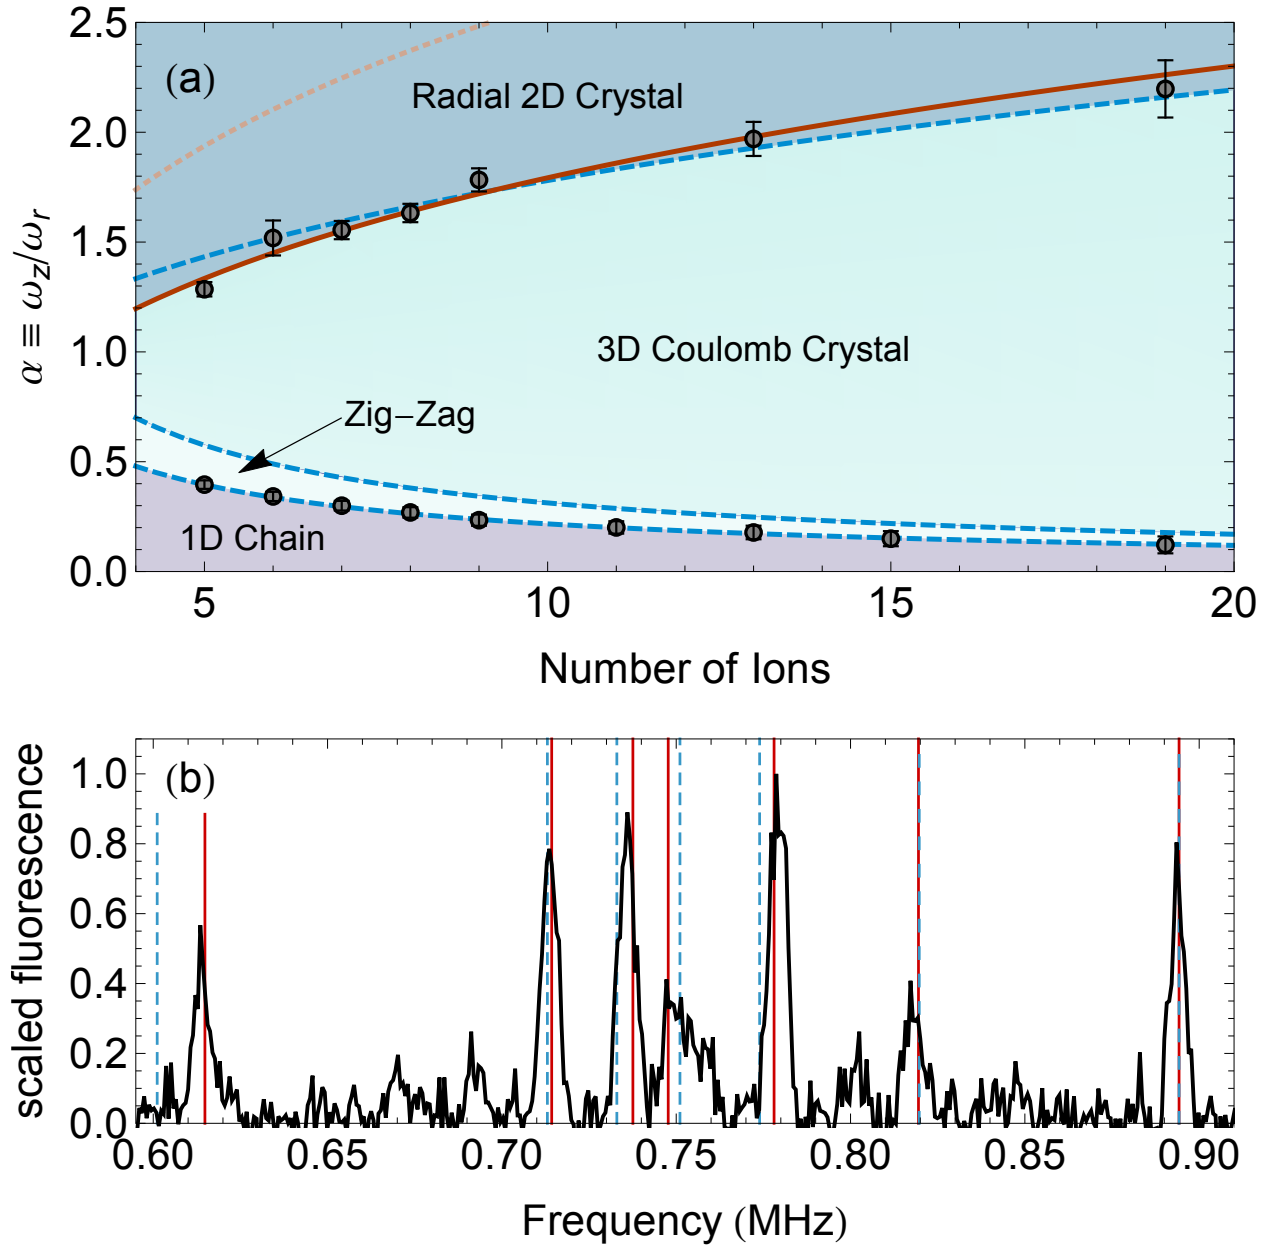 (a)
Radial 2D Crystal
3D Coulomb Crystal
Zig−Zag
1D Chain
α ≡ ω_z/ω_r
2.5
2.0
1.5
1.0
0.5
0.0
5 10 15 20
Number of Ions
(b)
scaled fluorescence
1.0
0.8
0.6
0.4
0.2
0.0
0.60 0.65 0.70 0.75 0.80 0.85 0.90
Frequency (MHz)